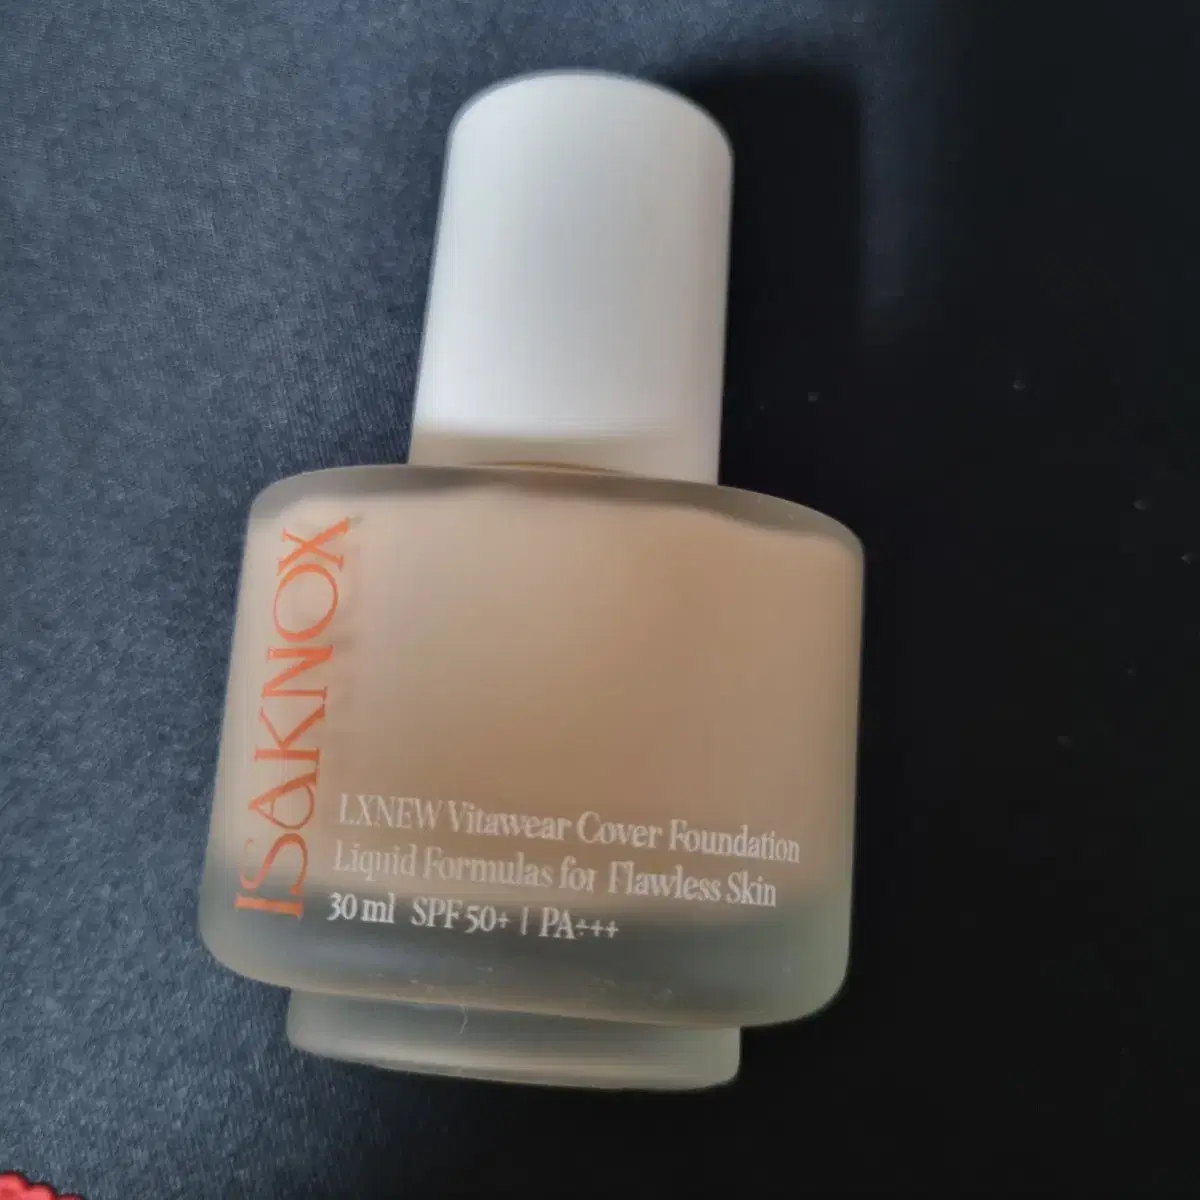 ISAKNOX
LXNEW Vitawear Cover Foundation
Liquid Formulas for Flawless Skin
30 ml SPF 50+ | PA+++